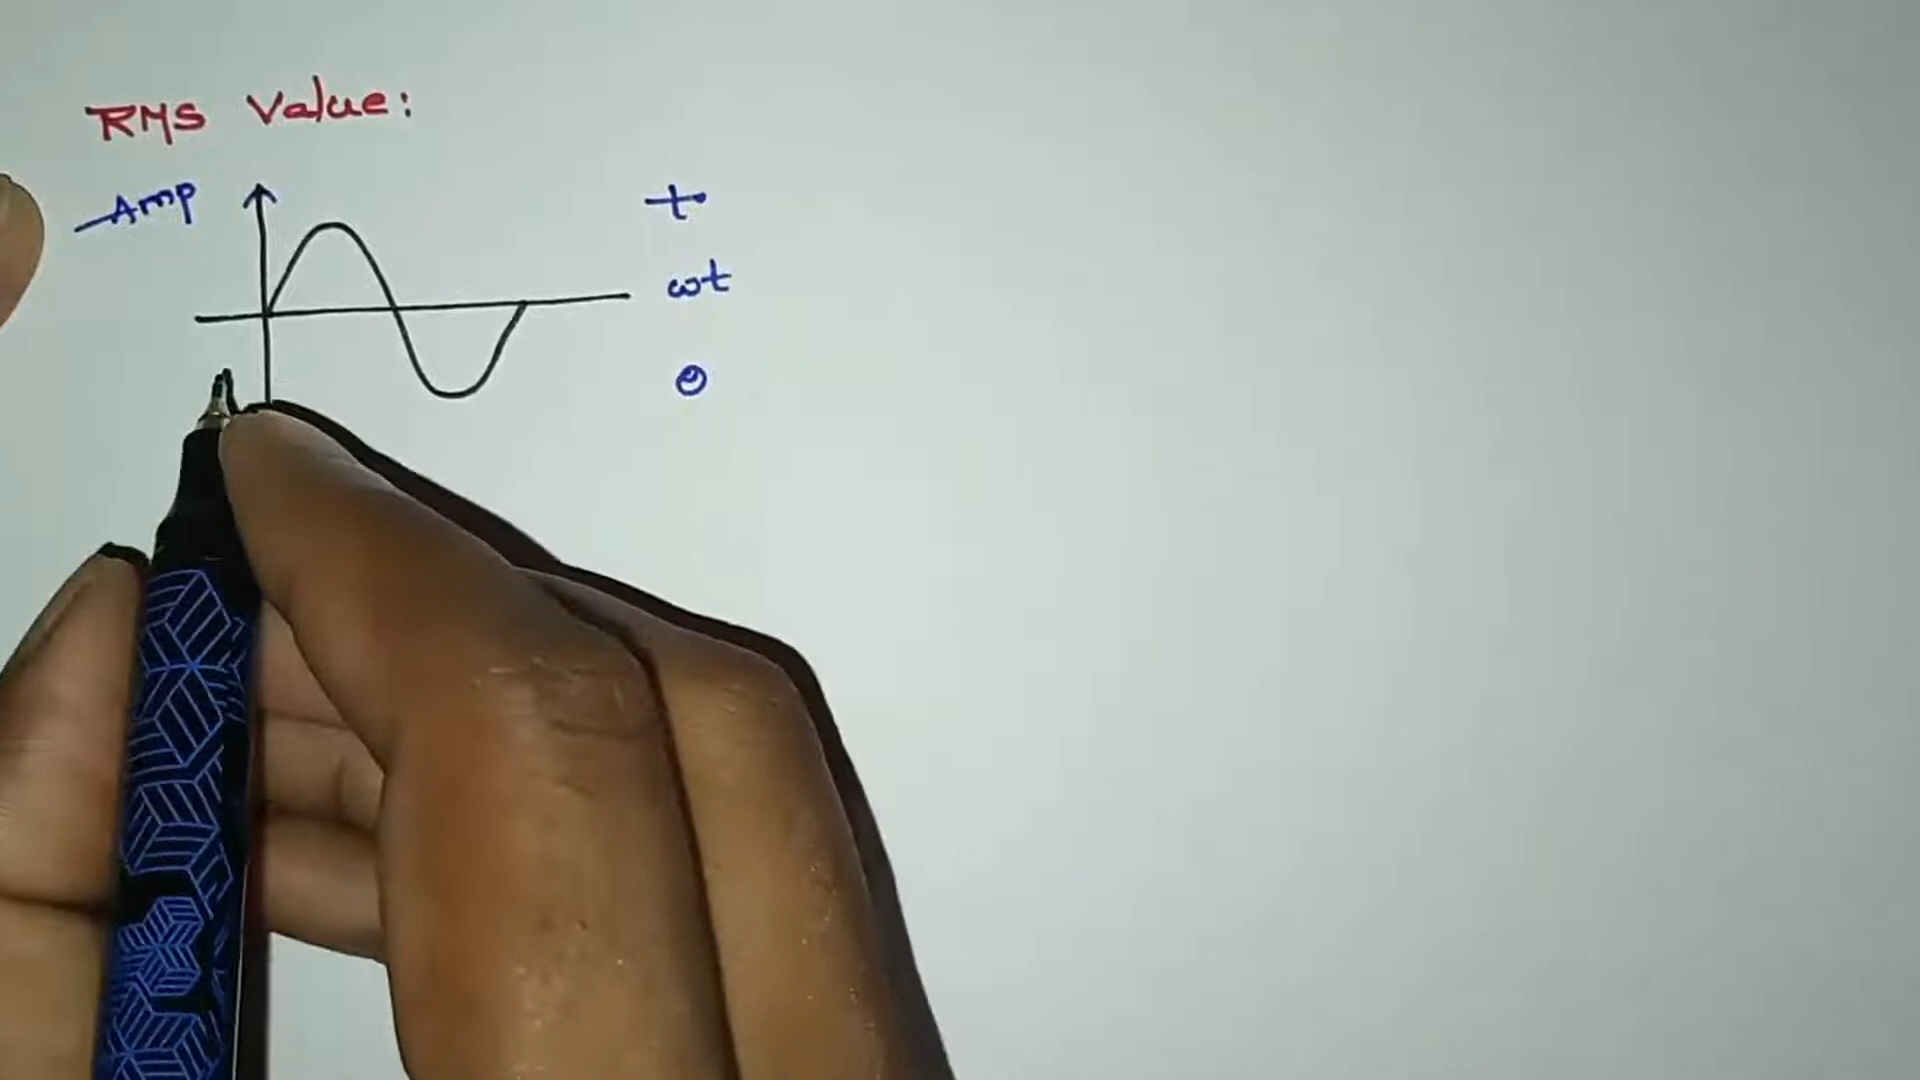 RMS Value:
Amp
t
ωt
θ